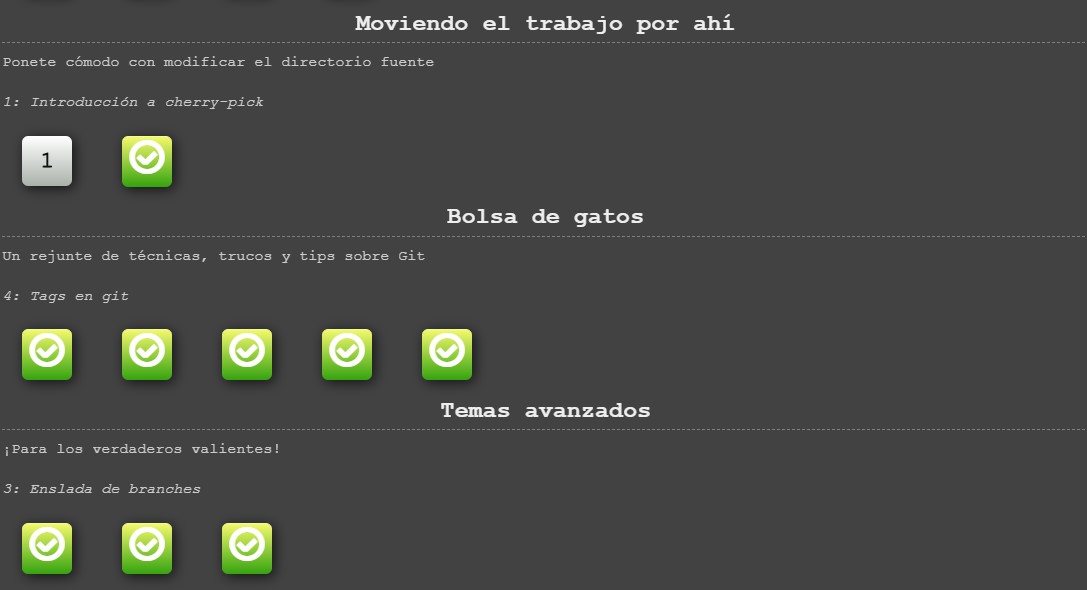 Moviendo el trabajo por ahí
Ponete cómodo con modificar el directorio fuente
1: Introducción a cherry-pick
1
Bolsa de gatos
Un rejunte de técnicas, trucos y tips sobre Git
4: Tags en git
Temas avanzados
¡Para los verdaderos valientes!
3: Enslada de branches